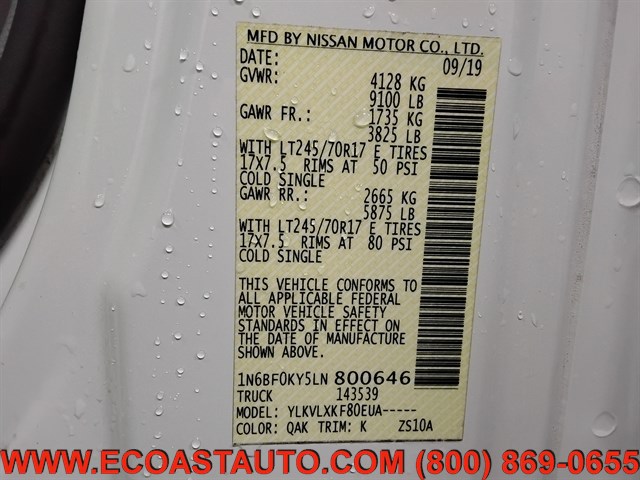 MFD BY NISSAN MOTOR CO., LTD.
DATE: 09/19
GVWR: 4128 KG
9100 LB
GAWR FR.: 1735 KG
3825 LB
WITH LT245/70R17 E TIRES
17X7.5 RIMS AT 50 PSI
COLD SINGLE
GAWR RR.: 2665 KG
5875 LB
WITH LT245/70R17 E TIRES
17X7.5 RIMS AT 80 PSI
COLD SINGLE
THIS VEHICLE CONFORMS TO
ALL APPLICABLE FEDERAL
MOTOR VEHICLE SAFETY
STANDARDS IN EFFECT ON
THE DATE OF MANUFACTURE
SHOWN ABOVE.
1N6BF0KY5LN 800646
TRUCK 143539
MODEL: YLKVLXKF80EUA-----
COLOR: QAK TRIM: K ZS10A
WWW.ECOASTAUTO.COM (800) 869-0655